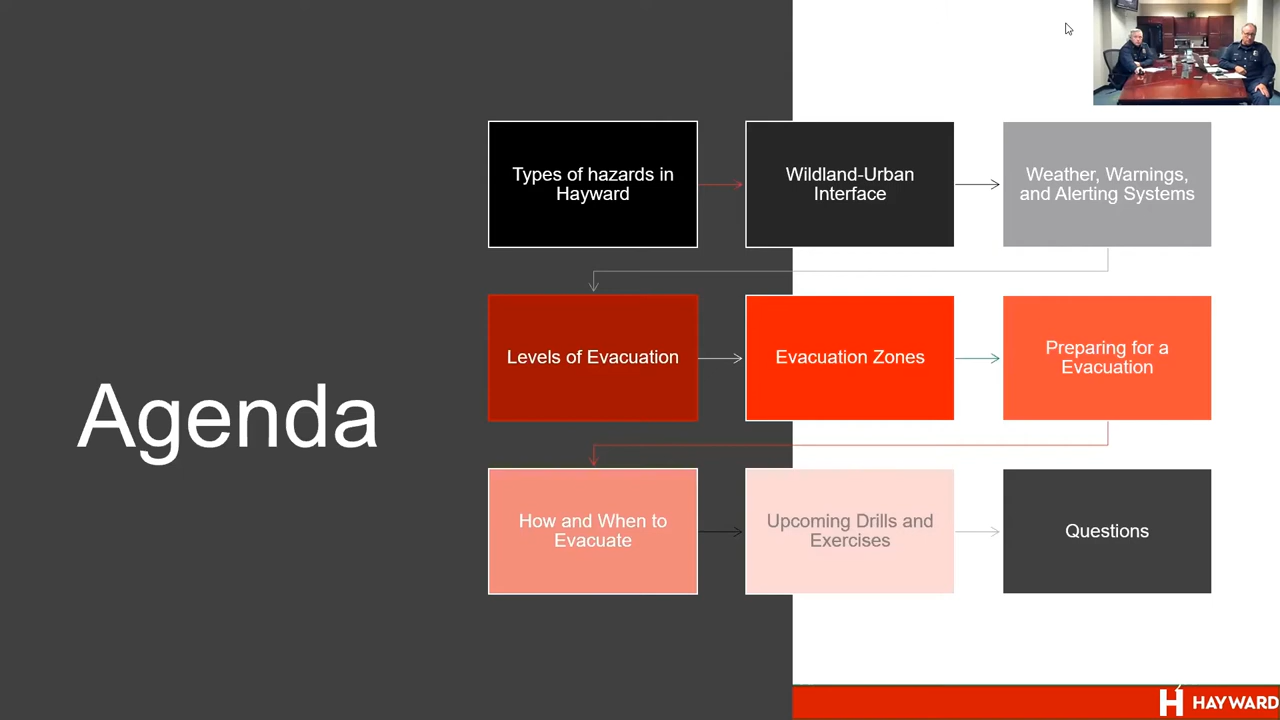 Agenda
Types of hazards in
Hayward
Wildland-Urban
Interface
Weather, Warnings,
and Alerting Systems
Levels of Evacuation
Evacuation Zones
Preparing for a
Evacuation
How and When to
Evacuate
Upcoming Drills and
Exercises
Questions
HAYWARD